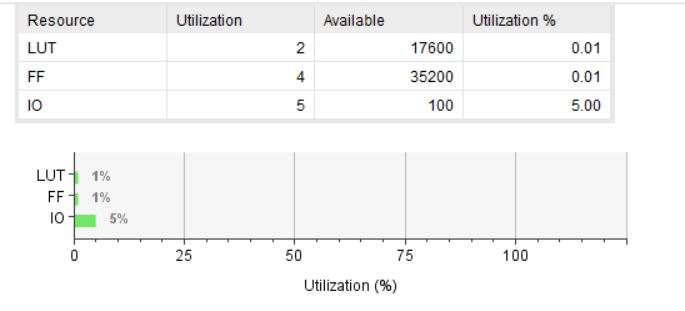 Resource Utilization Available Utilization %
LUT 2 17600 0.01
FF 4 35200 0.01
IO 5 100 5.00
LUT 1%
FF 1%
IO 5%
0 25 50 75 100
Utilization (%)